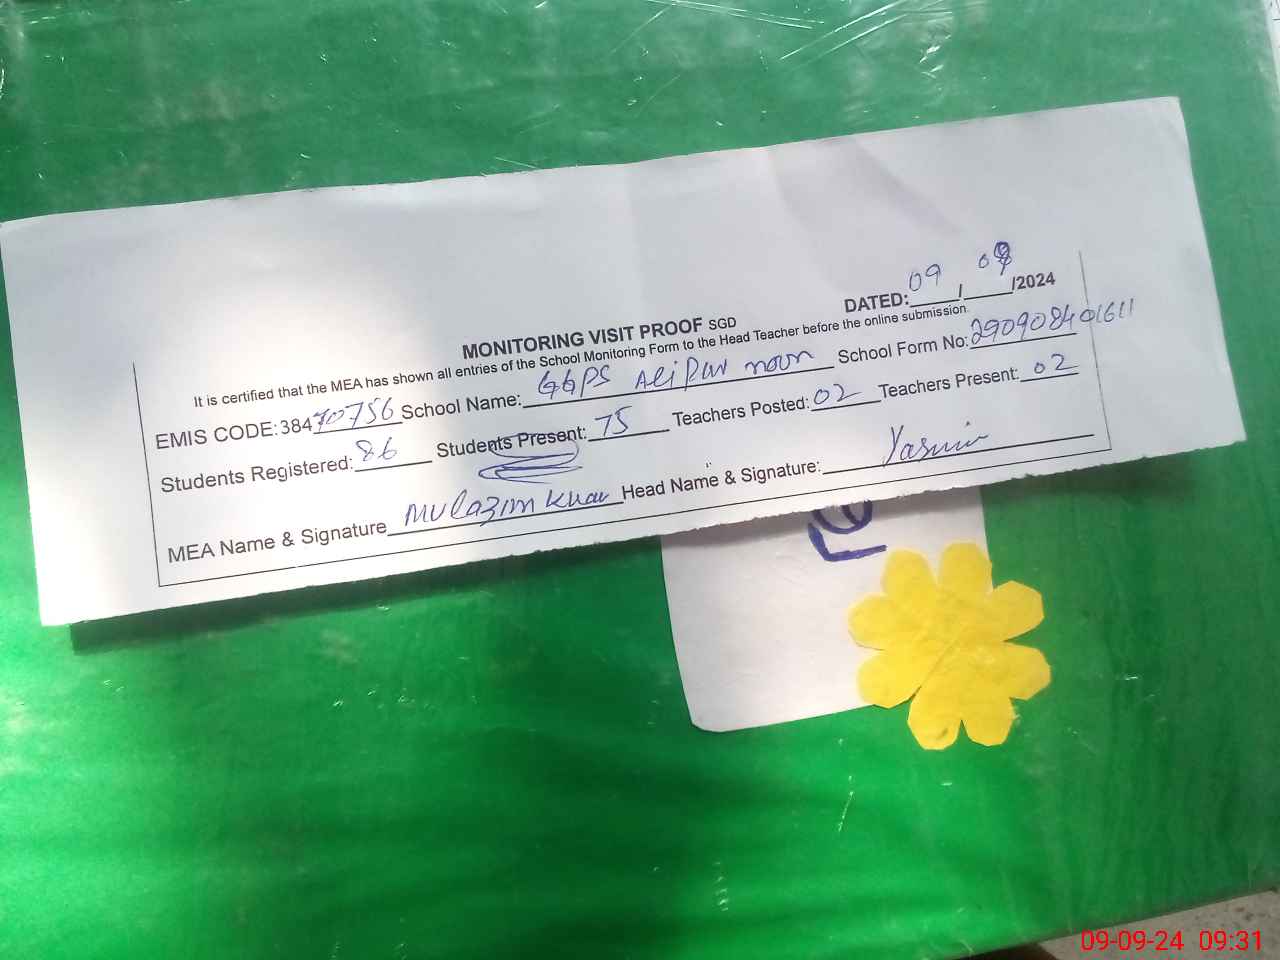 MONITORING VISIT PROOF SGD
DATED: 09/09/2024
It is certified that the MEA has shown all entries of the School Monitoring Form to the Head Teacher before the online submission.
EMIS CODE: 38470756 School Name: GGPS Alipur noon School Form No: 290908401611
Students Registered: 86 Students Present: 75 Teachers Posted: 02 Teachers Present: 02
MEA Name & Signature Mulazim Khan Head Name & Signature: Yasmin
09-09-24 09:31